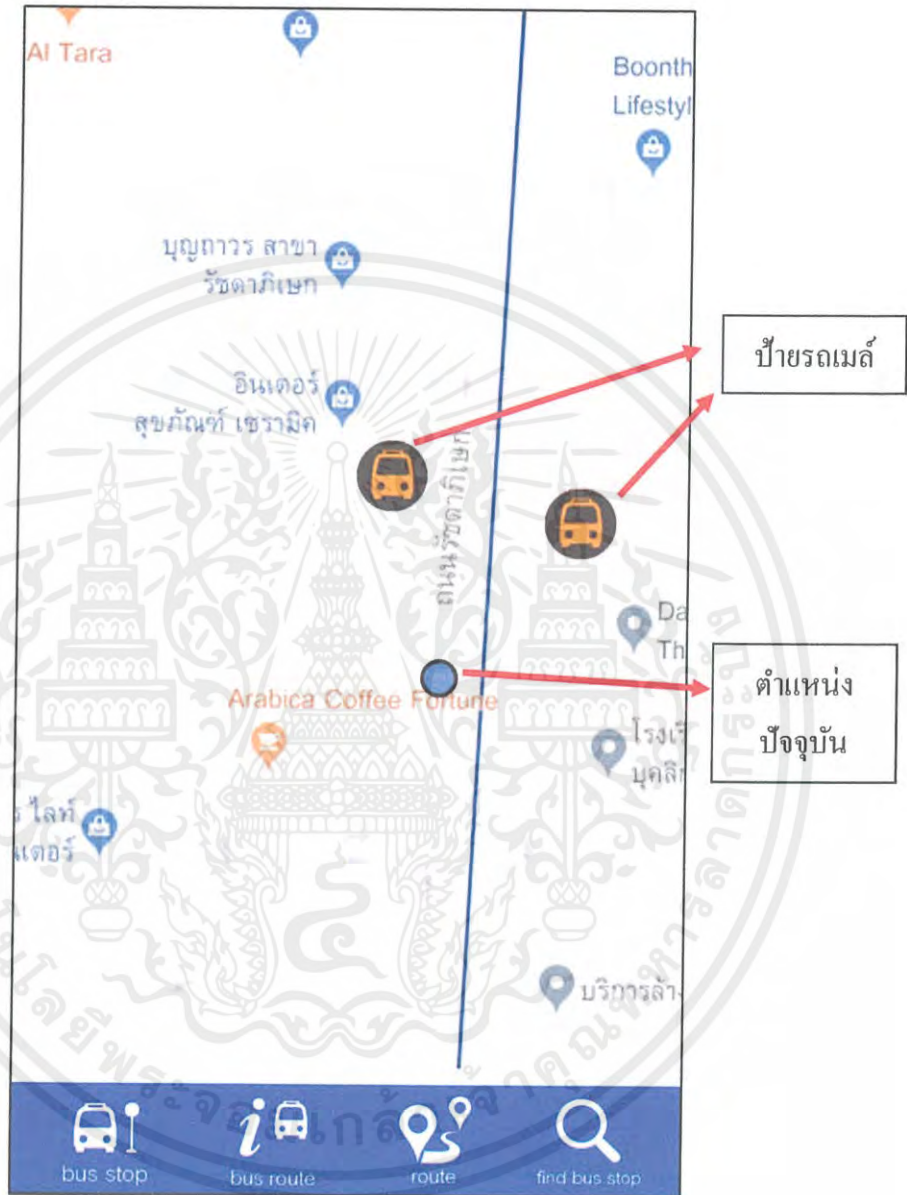 Al Tara
Boonth
Lifestyl
บุญถาวร สาขา
รัชดาภิเษก
ป้ายรถเมล์
อินเตอร์
สุขภัณฑ์ เซรามิค
ถนนรัชดาภิเษก
Da
Th
ตำแหน่ง
ปัจจุบัน
Arabica Coffee Fortune
โรงเรี
บุคลิก
ร ไลท์
นเตอร์
บริการล้าง
bus stop
bus route
route
find bus stop